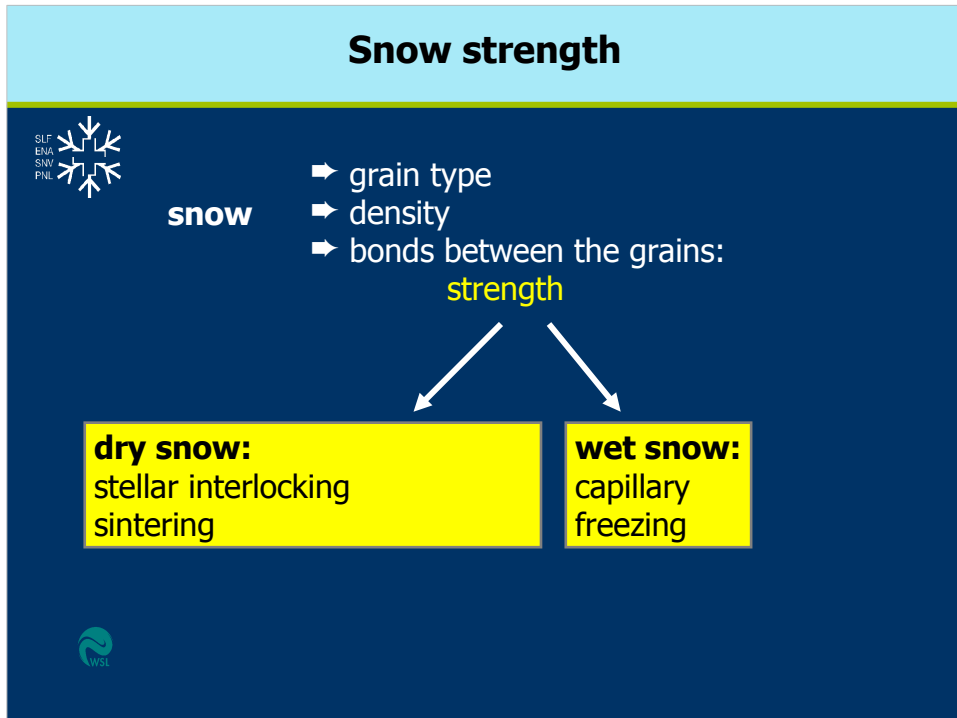 Snow strength
SLF
ENA
SNV
PNL
➨ grain type
snow ➨ density
➨ bonds between the grains:
strength
dry snow:
stellar interlocking
sintering
wet snow:
capillary
freezing
WSL